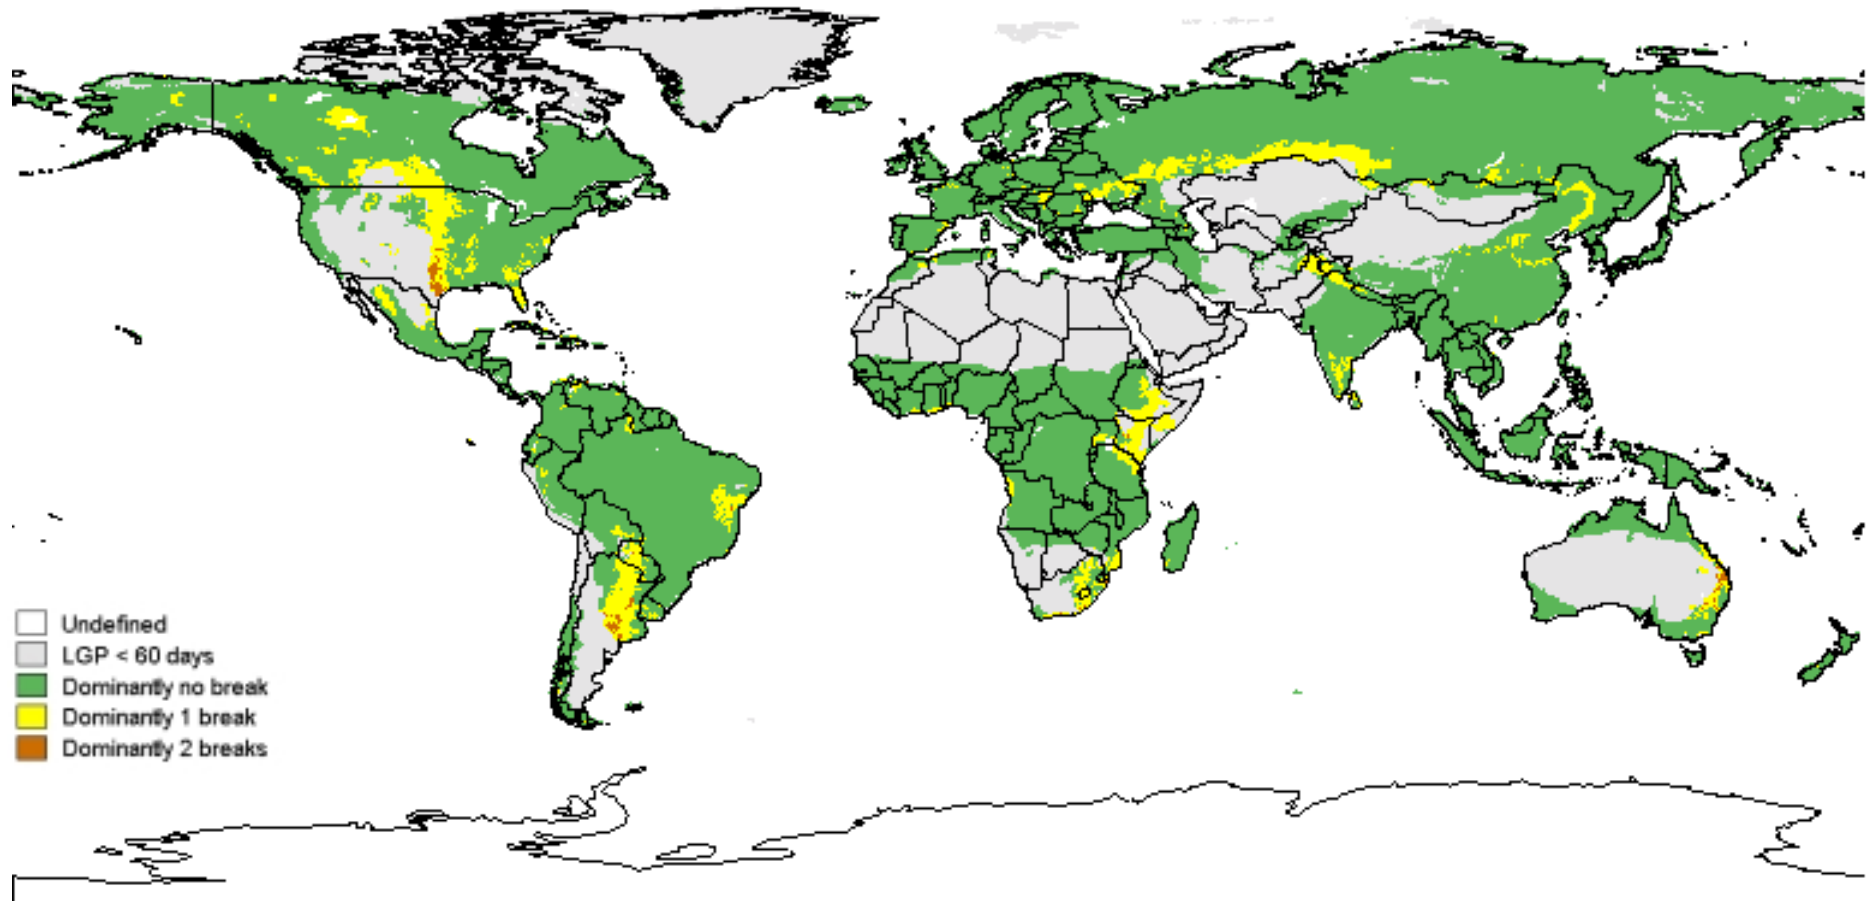 Undefined
LGP < 60 days
Dominantly no break
Dominantly 1 break
Dominantly 2 breaks